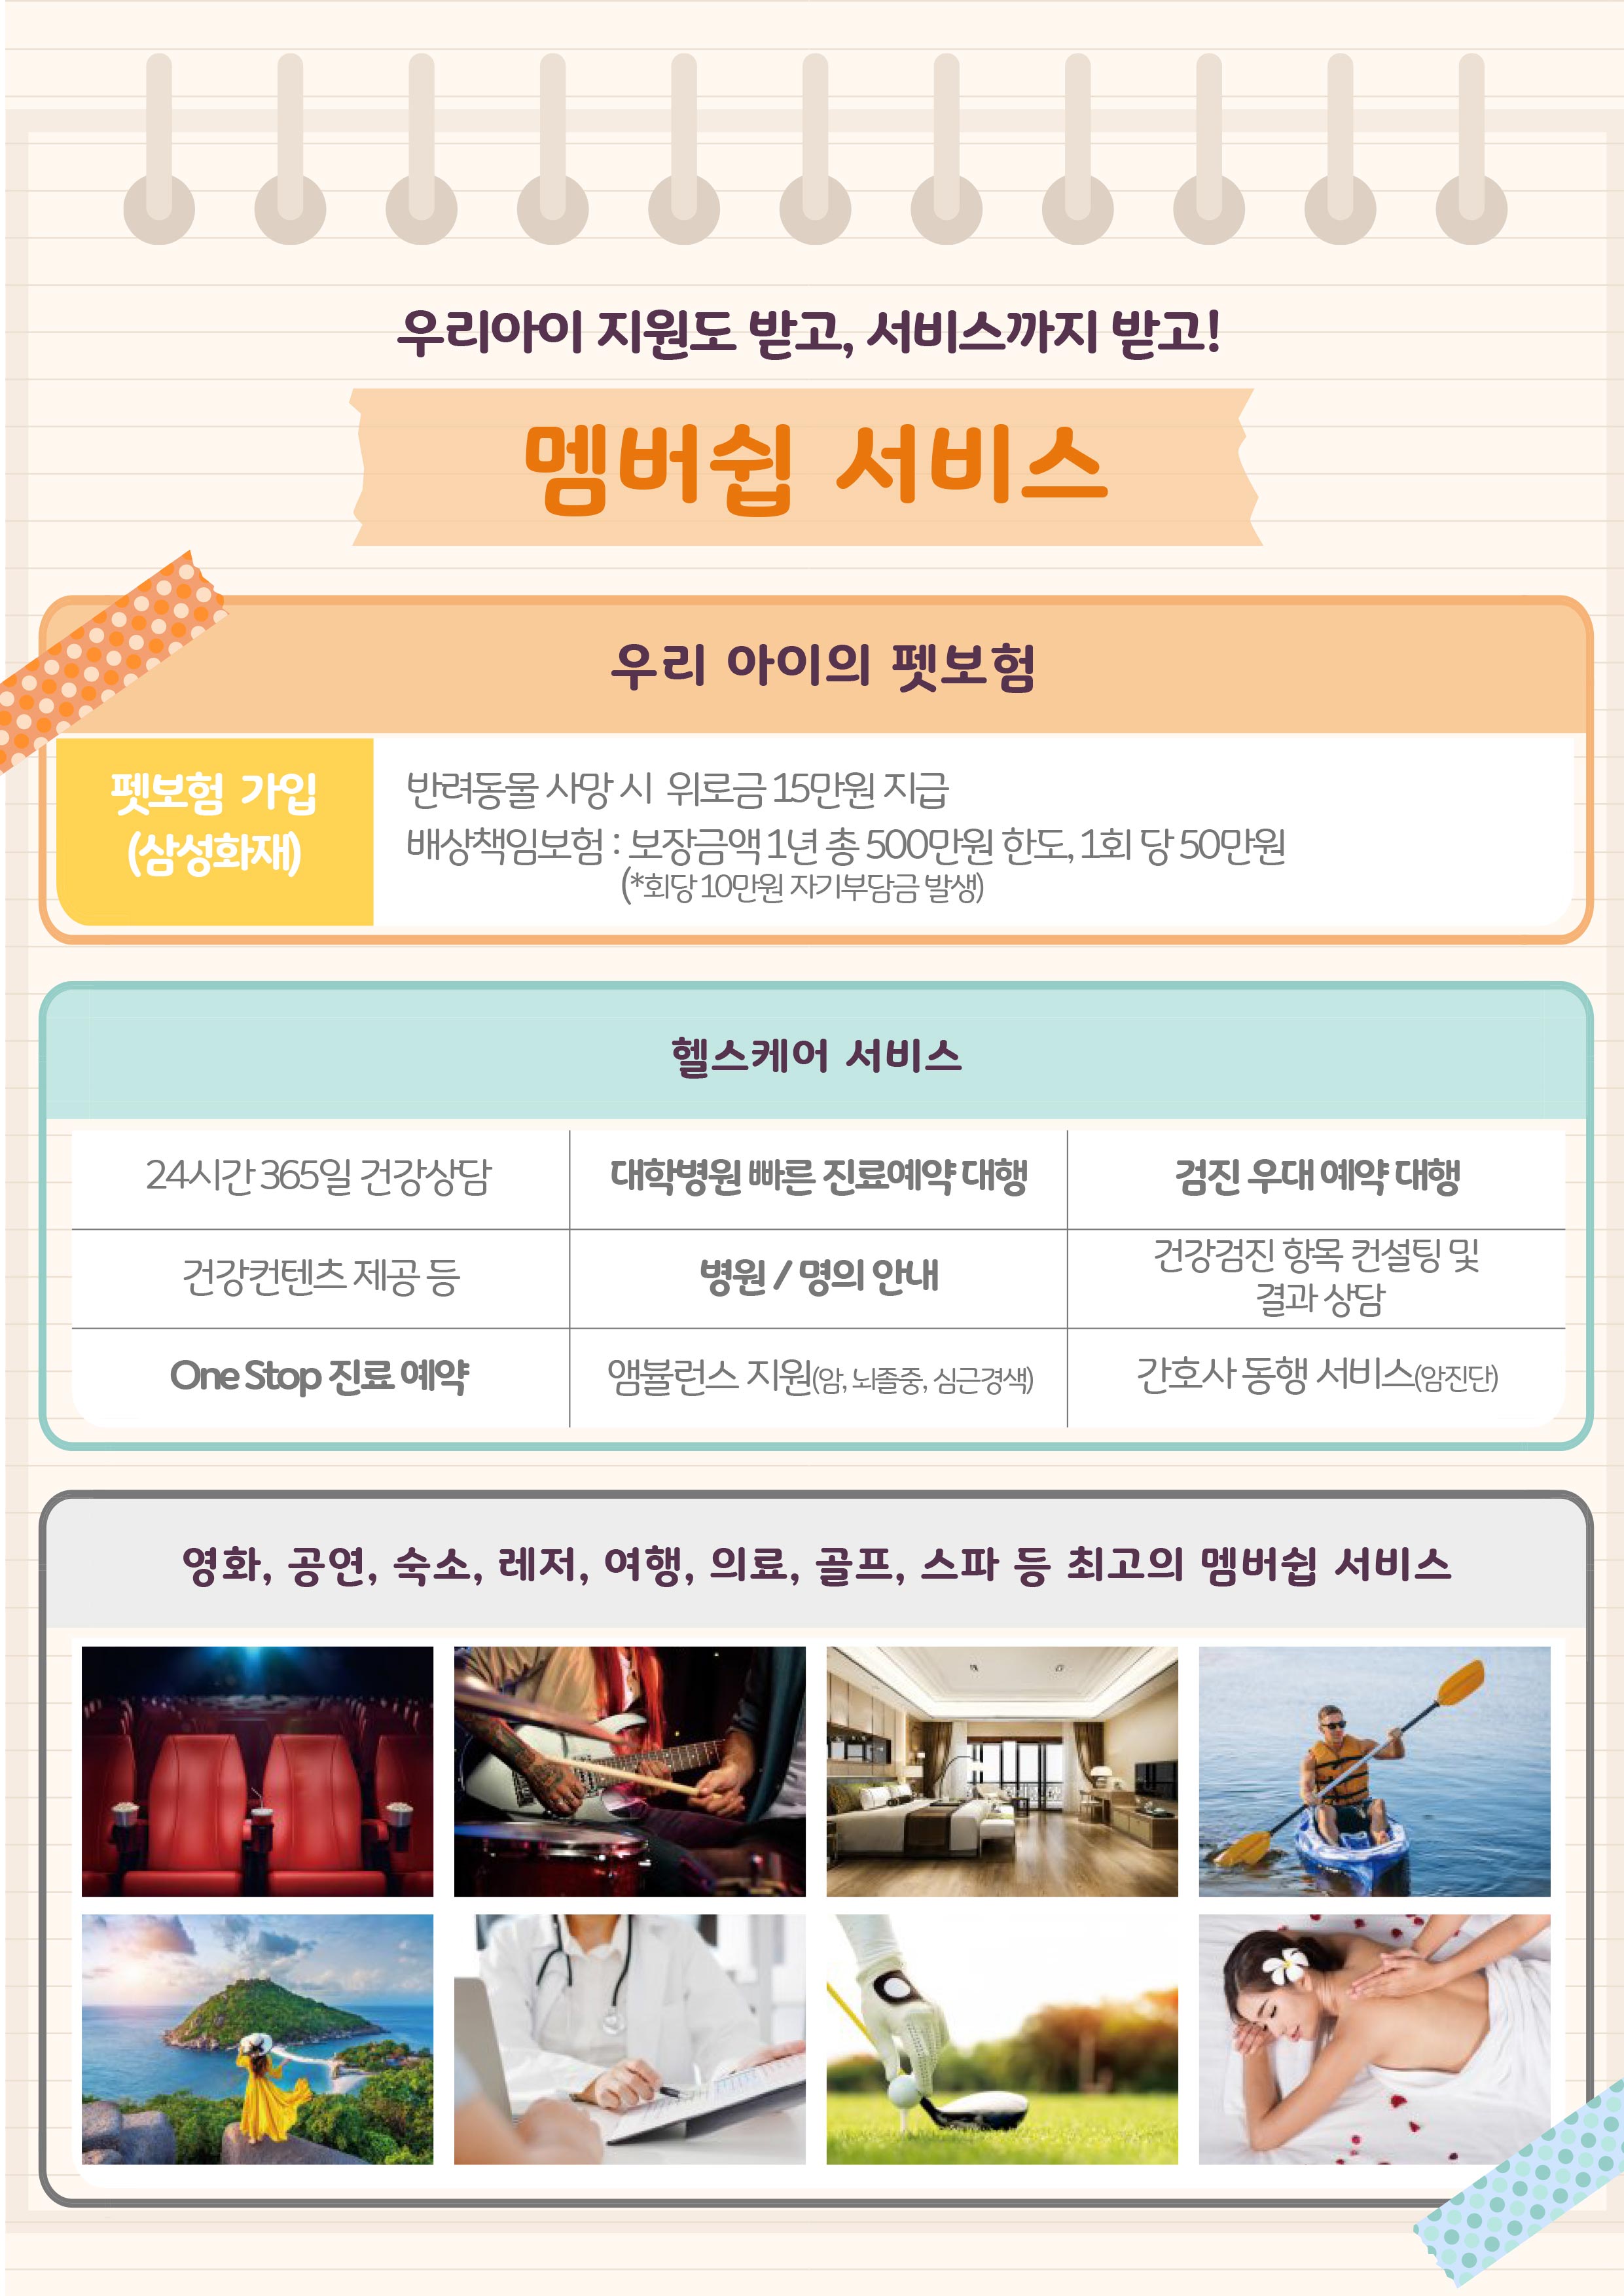 우리아이 지원도 받고, 서비스까지 받고!
멤버쉽 서비스
우리 아이의 펫보험
펫보험 가입
(삼성화재)
반려동물 사망 시 위로금 15만원 지급
배상책임보험 : 보장금액 1년 총 500만원 한도, 1회 당 50만원
(*회당 10만원 자기부담금 발생)
헬스케어 서비스
24시간 365일 건강상담
대학병원 빠른 진료예약 대행
검진 우대 예약 대행
건강컨텐츠 제공 등
병원 / 명의 안내
건강검진 항목 컨설팅 및
결과 상담
One Stop 진료 예약
앰뷸런스 지원(암, 뇌졸중, 심근경색)
간호사 동행 서비스(암진단)
영화, 공연, 숙소, 레저, 여행, 의료, 골프, 스파 등 최고의 멤버쉽 서비스